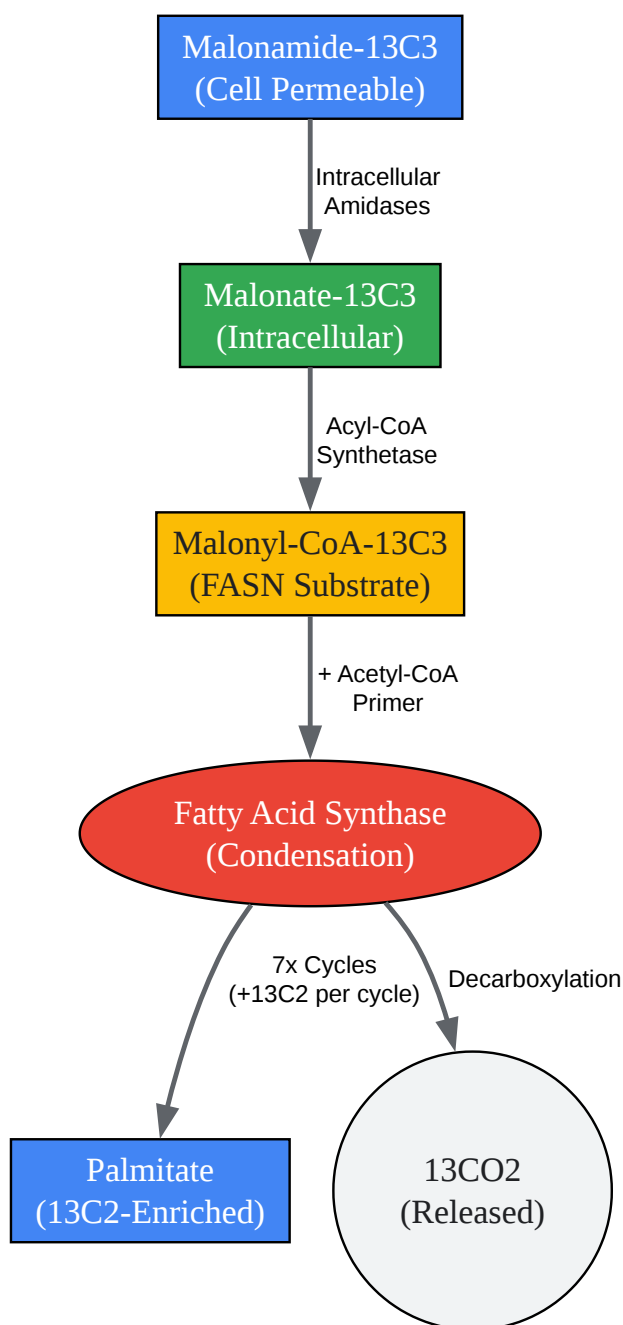 Malonamide-13C3
(Cell Permeable)
Intracellular
Amidases
Malonate-13C3
(Intracellular)
Acyl-CoA
Synthetase
Malonyl-CoA-13C3
(FASN Substrate)
+ Acetyl-CoA
Primer
Fatty Acid Synthase
(Condensation)
7x Cycles
(+13C2 per cycle)
Decarboxylation
Palmitate
(13C2-Enriched)
13CO2
(Released)